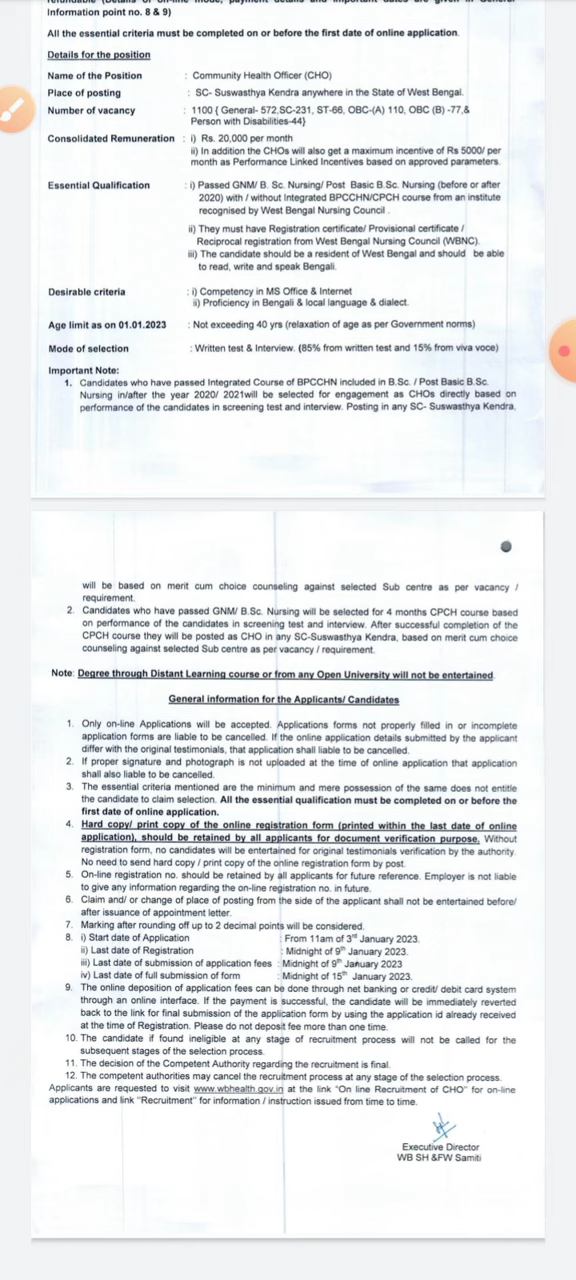 Information point no. 8 & 9)
All the essential criteria must be completed on or before the first date of online application.
Details for the position
Name of the Position : Community Health Officer (CHO)
Place of posting : SC- Suswasthya Kendra anywhere in the State of West Bengal.
Number of vacancy : 1100 { General- 572,SC-231, ST-66, OBC-(A) 110, OBC (B) -77,&
Person with Disabilities-44}
Consolidated Remuneration : i) Rs. 20,000 per month
ii) In addition the CHOs will also get a maximum incentive of Rs 5000/ per
month as Performance Linked Incentives based on approved parameters.
Essential Qualification : i) Passed GNM/ B. Sc. Nursing/ Post Basic B.Sc. Nursing (before or after
2020) with / without Integrated BPCCHN/CPCH course from an institute
recognised by West Bengal Nursing Council .
ii) They must have Registration certificate/ Provisional certificate /
Reciprocal registration from West Bengal Nursing Council (WBNC).
iii) The candidate should be a resident of West Bengal and should be able
to read, write and speak Bengali.
Desirable criteria : i) Competency in MS Office & Internet
ii) Proficiency in Bengali & local language & dialect.
Age limit as on 01.01.2023 : Not exceeding 40 yrs (relaxation of age as per Government norms)
Mode of selection : Written test & Interview. (85% from written test and 15% from viva voce)
Important Note:
1. Candidates who have passed Integrated Course of BPCCHN included in B.Sc. / Post Basic B.Sc.
Nursing in/after the year 2020/ 2021will be selected for engagement as CHOs directly based on
performance of the candidates in screening test and interview. Posting in any SC- Suswasthya Kendra,
will be based on merit cum choice counseling against selected Sub centre as per vacancy /
requirement.
2. Candidates who have passed GNM/ B.Sc. Nursing will be selected for 4 months CPCH course based
on performance of the candidates in screening test and interview. After successful completion of the
CPCH course they will be posted as CHO in any SC-Suswasthya Kendra, based on merit cum choice
counseling against selected Sub centre as per vacancy / requirement.
Note: Degree through Distant Learning course or from any Open University will not be entertained.
General information for the Applicants/ Candidates
1. Only on-line Applications will be accepted. Applications forms not properly filled in or incomplete
application forms are liable to be cancelled. If the online application details submitted by the applicant
differ with the original testimonials, that application shall liable to be cancelled.
2. If proper signature and photograph is not uploaded at the time of online application that application
shall also liable to be cancelled.
3. The essential criteria mentioned are the minimum and mere possession of the same does not entitle
the candidate to claim selection. All the essential qualification must be completed on or before the
first date of online application.
4. Hard copy/ print copy of the online registration form (printed within the last date of online
application), should be retained by all applicants for document verification purpose. Without
registration form, no candidates will be entertained for original testimonials verification by the authority.
No need to send hard copy / print copy of the online registration form by post.
5. On-line registration no. should be retained by all applicants for future reference. Employer is not liable
to give any information regarding the on-line registration no. in future.
6. Claim and/ or change of place of posting from the side of the applicant shall not be entertained before/
after issuance of appointment letter.
7. Marking after rounding off up to 2 decimal points will be considered.
8. i) Start date of Application : From 11am of 3rd January 2023.
ii) Last date of Registration : Midnight of 9th January 2023.
iii) Last date of submission of application fees : Midnight of 9th January 2023
iv) Last date of full submission of form : Midnight of 15th January 2023.
9. The online deposition of application fees can be done through net banking or credit/ debit card system
through an online interface. If the payment is successful, the candidate will be immediately reverted
back to the link for final submission of the application form by using the application id already received
at the time of Registration. Please do not deposit fee more than one time.
10. The candidate if found ineligible at any stage of recruitment process will not be called for the
subsequent stages of the selection process.
11. The decision of the Competent Authority regarding the recruitment is final.
12. The competent authorities may cancel the recruitment process at any stage of the selection process.
Applicants are requested to visit www.wbhealth.gov.in at the link "On line Recruitment of CHO" for on-line
applications and link "Recruitment" for information / instruction issued from time to time.
Executive Director
WB SH &FW Samiti